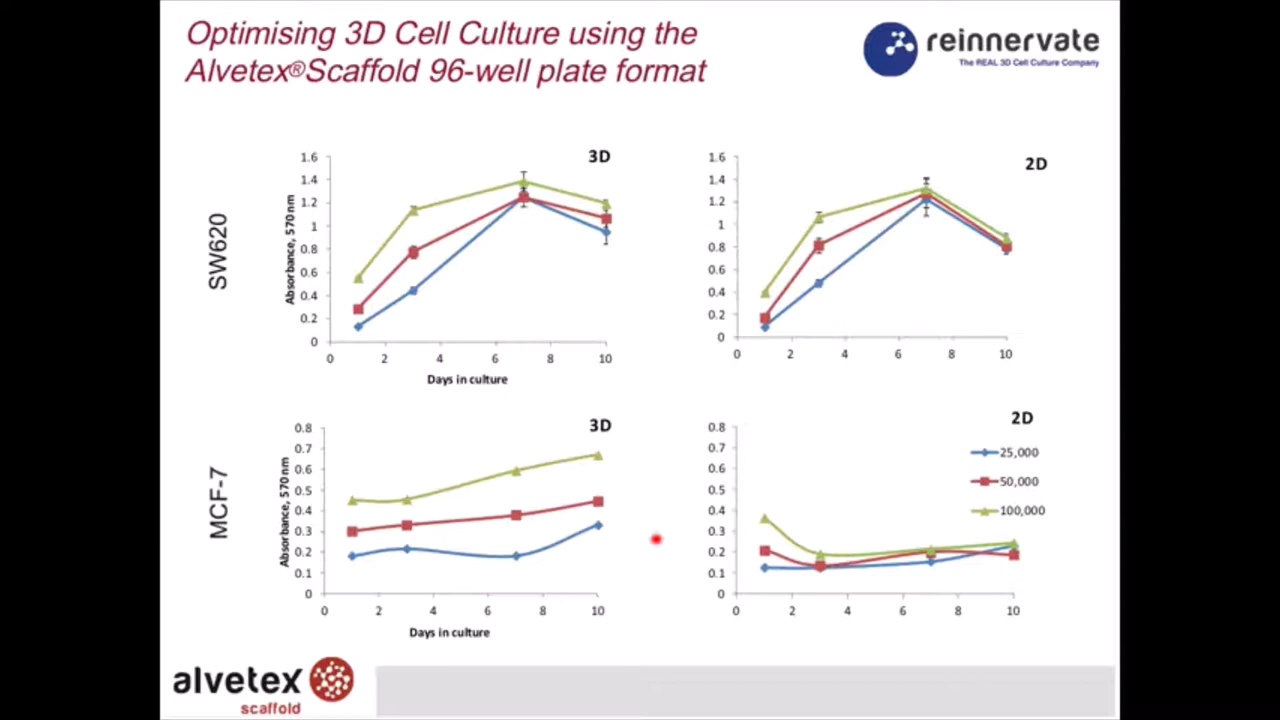 Optimising 3D Cell Culture using the
Alvetex®Scaffold 96-well plate format
reinnervate
The REAL 3D Cell Culture Company
SW620
3D
Absorbance, 570 nm
1.6
1.4
1.2
1
0.8
0.6
0.4
0.2
0
0 2 4 6 8 10
Days in culture
2D
1.6
1.4
1.2
1
0.8
0.6
0.4
0.2
0
0 2 4 6 8 10
MCF-7
3D
Absorbance, 570 nm
0.8
0.7
0.6
0.5
0.4
0.3
0.2
0.1
0
0 2 4 6 8 10
Days in culture
2D
0.8
0.7
0.6
0.5
0.4
0.3
0.2
0.1
0
0 2 4 6 8 10
25,000
50,000
100,000
alvetex
scaffold